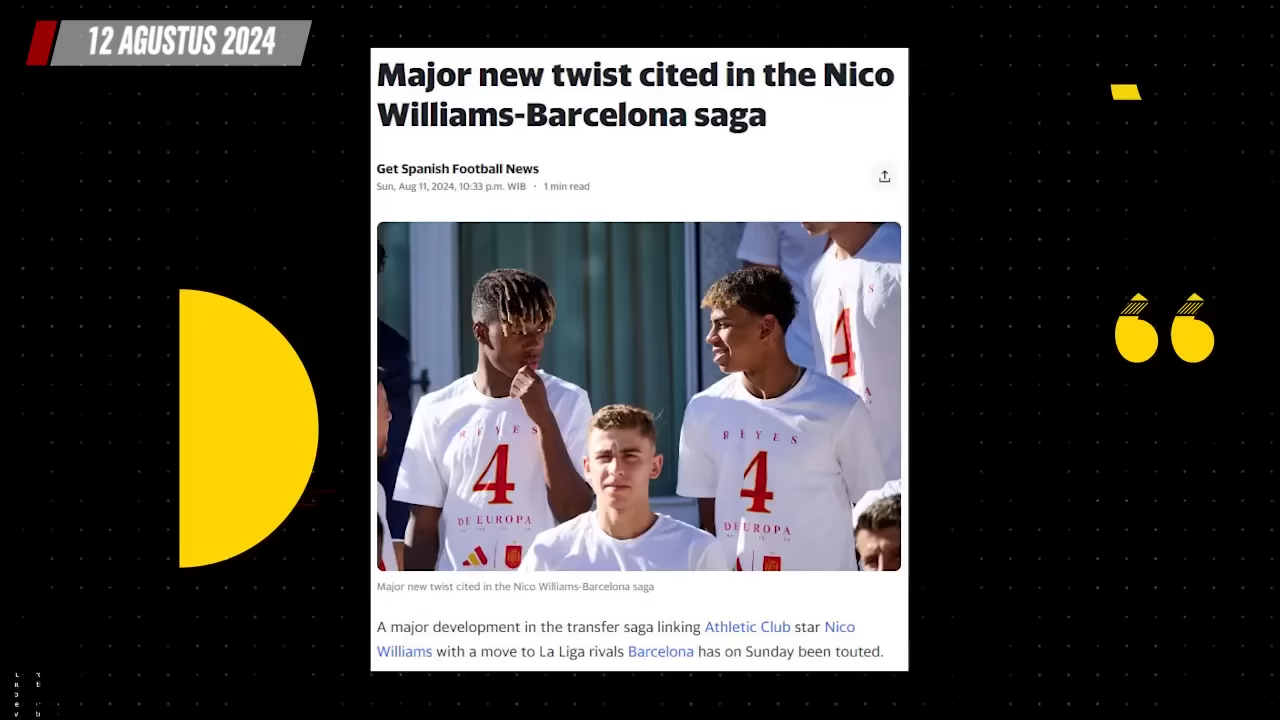 12 AGUSTUS 2024
Major new twist cited in the Nico
Williams-Barcelona saga
Get Spanish Football News
Sun, Aug 11, 2024, 10:33 p.m. WIB • 1 min read
REYES
4
DE EUROPA
REYES
4
DE EUROPA
S
4
A
Major new twist cited in the Nico Williams-Barcelona saga
A major development in the transfer saga linking Athletic Club star Nico
Williams with a move to La Liga rivals Barcelona has on Sunday been touted.